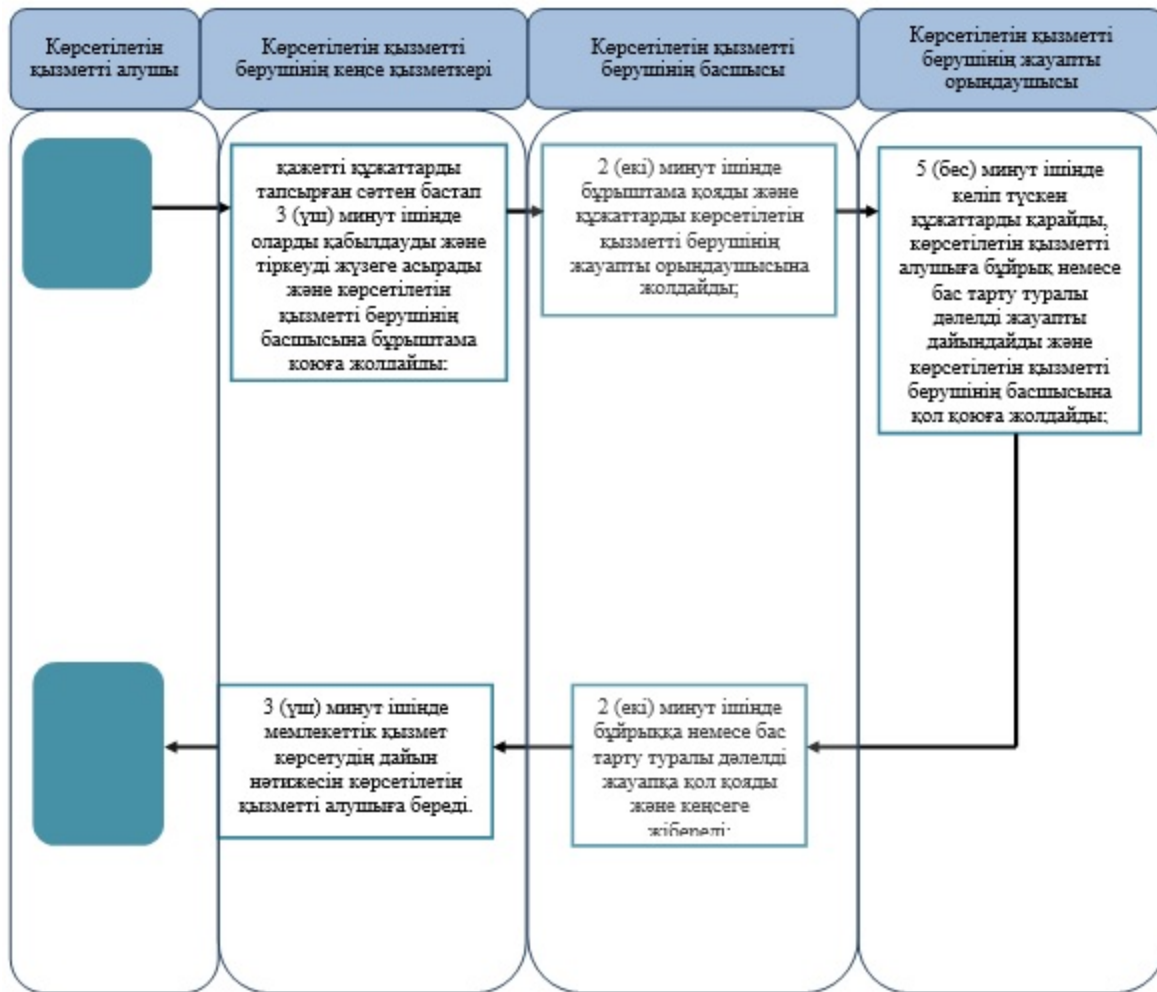 Көрсетілетін
қызметті алушы
Көрсетілетін қызметті
берушінің кеңсе қызметкері
Көрсетілетін қызметті
берушінің басшысы
Көрсетілетін қызметті
берушінің жауапты
орындаушысы
қажетті құжаттарды
тапсырған сәттен бастап
3 (үш) минут ішінде
оларды қабылдауды және
тіркеуді жүзеге асырады
және көрсетілетін
қызметті берушінің
басшысына бұрыштама
қоюға жолдайды;
2 (екі) минут ішінде
бұрыштама қояды және
құжаттарды көрсетілетін
қызметті берушінің
жауапты орындаушысына
жолдайды;
5 (бес) минут ішінде
келіп түскен
құжаттарды қарайды,
көрсетілетін қызметті
алушыға бұйрық немесе
бас тарту туралы
дәлелді жауапты
дайындайды және
көрсетілетін қызметті
берушінің басшысына
қол қоюға жолдайды;
3 (үш) минут ішінде
мемлекеттік қызмет
көрсетудің дайын
нәтижесін көрсетілетін
қызметті алушыға береді.
2 (екі) минут ішінде
бұйрыққа немесе бас
тарту туралы дәлелді
жауапқа қол қояды
және кеңсеге
жібереді;